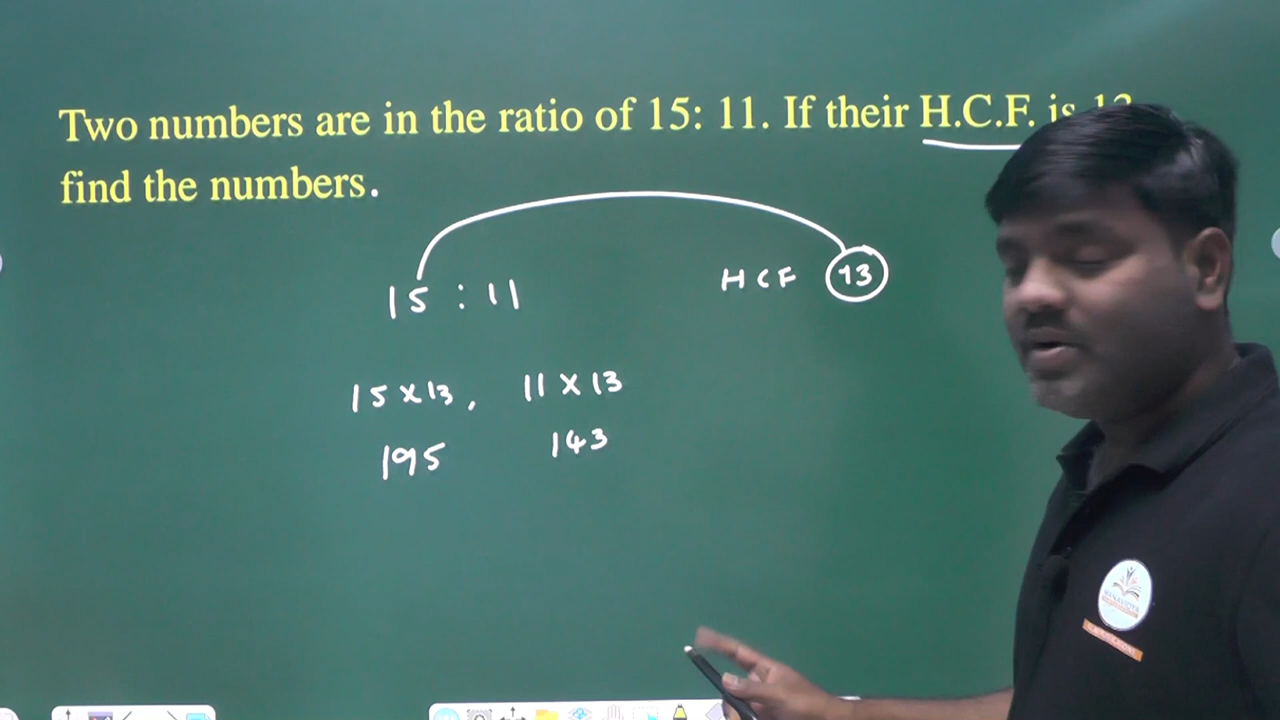 Two numbers are in the ratio of 15: 11. If their H.C.F. is 13
find the numbers.
15 : 11
HCF 13
15 x 13, 11 x 13
195 143